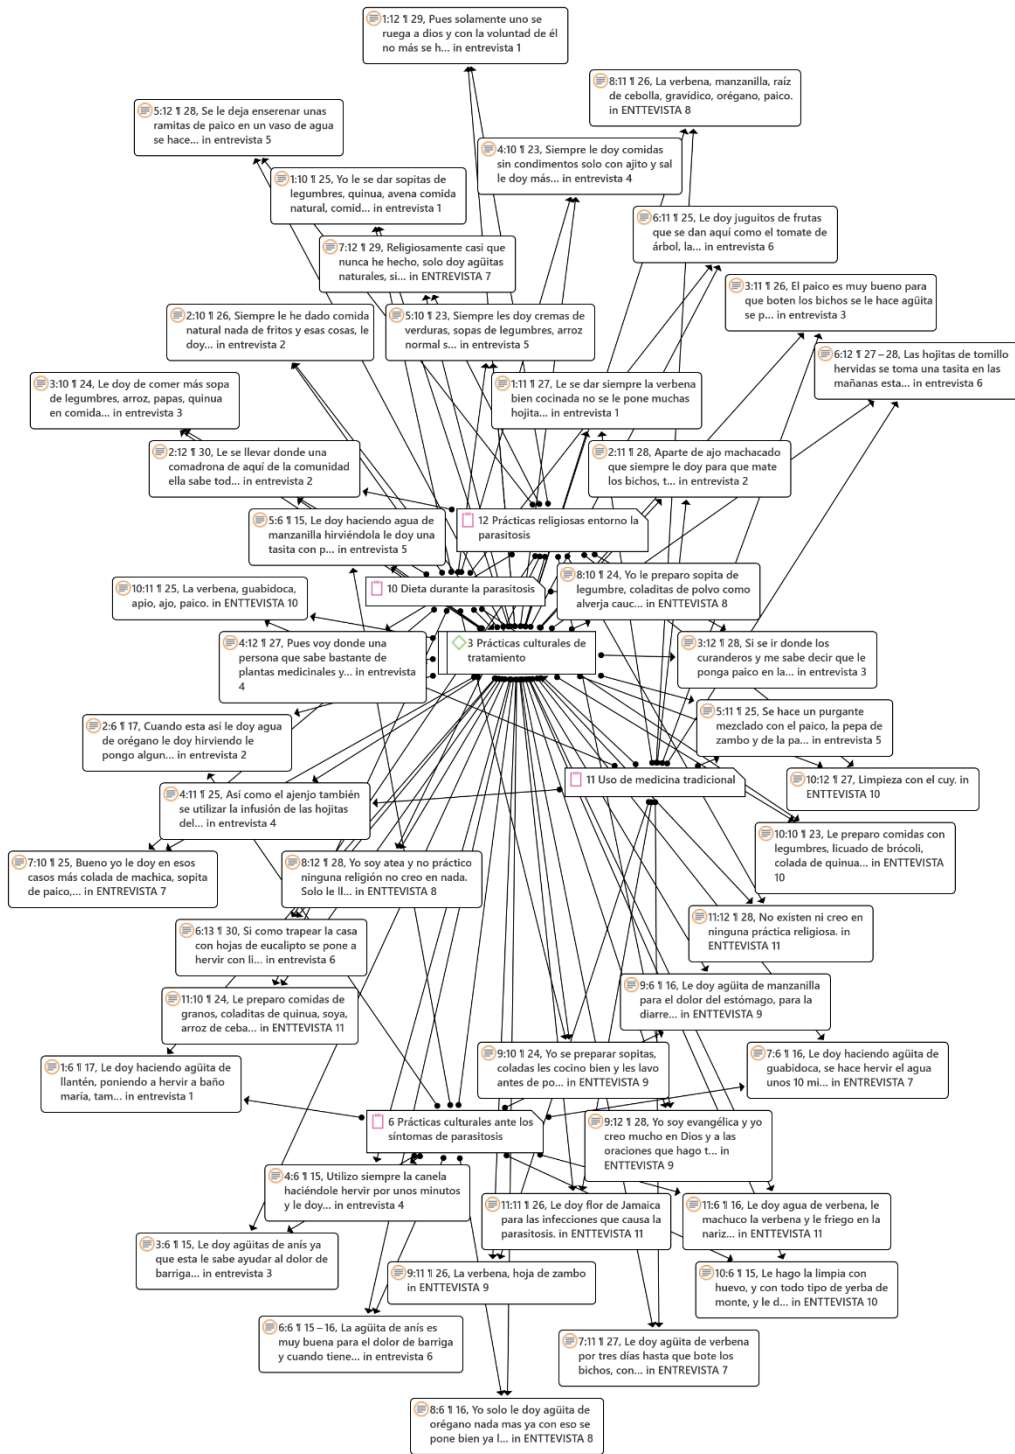 1:12 ¶ 29, Pues solamente uno se
ruega a dios y con la voluntad de él
no más se h... in entrevista 1
8:11 ¶ 26, La verbena, manzanilla, raíz
de cebolla, gravídico, orégano, paico.
in ENTTEVISTA 8
5:12 ¶ 28, Se le deja enserenar unas
ramitas de paico en un vaso de agua
se hace... in entrevista 5
4:10 ¶ 23, Siempre le doy comidas
sin condimentos solo con ajito y sal
le doy más... in entrevista 4
1:10 ¶ 25, Yo le se dar sopitas de
legumbres, quinua, avena comida
natural, comid... in entrevista 1
6:11 ¶ 25, Le doy juguitos de frutas
que se dan aquí como el tomate de
árbol, la... in entrevista 6
7:12 ¶ 29, Religiosamente casi que
nunca he hecho, solo doy agüitas
naturales, si... in ENTREVISTA 7
3:11 ¶ 26, El paico es muy bueno para
que boten los bichos se le hace agüita
se p... in entrevista 3
2:10 ¶ 26, Siempre le he dado comida
natural nada de fritos y esas cosas, le
doy... in entrevista 2
5:10 ¶ 23, Siempre les doy cremas de
verduras, sopas de legumbres, arroz
normal s... in entrevista 5
6:12 ¶ 27 – 28, Las hojitas de tomillo
hervidas se toma una tasita en las
mañanas esta... in entrevista 6
3:10 ¶ 24, Le doy de comer más sopa
de legumbres, arroz, papas, quinua
en comida... in entrevista 3
1:11 ¶ 27, Le se dar siempre la verbena
bien cocinada no se le pone muchas
hojita... in entrevista 1
2:12 ¶ 30, Le se llevar donde una
comadrona de aquí de la comunidad
ella sabe tod... in entrevista 2
2:11 ¶ 28, Aparte de ajo machacado
que siempre le doy para que mate
los bichos, t... in entrevista 2
5:6 ¶ 15, Le doy haciendo agua de
manzanilla hirviéndola le doy una
tasita con p... in entrevista 5
12 Prácticas religiosas entorno la
parasitosis
10:11 ¶ 25, La verbena, guabidoca,
apio, ajo, paico. in ENTTEVISTA 10
10 Dieta durante la parasitosis
8:10 ¶ 24, Yo le preparo sopita de
legumbre, coladitas de polvo como
alverja cauc... in ENTTEVISTA 8
4:12 ¶ 27, Pues voy donde una
persona que sabe bastante de
plantas medicinales y... in entrevista
4
3 Prácticas culturales de
tratamiento
3:12 ¶ 28, Si se ir donde los
curanderos y me sabe decir que le
ponga paico en la... in entrevista 3
2:6 ¶ 17, Cuando esta así le doy agua
de orégano le doy hirviendo le
pongo algun... in entrevista 2
5:11 ¶ 25, Se hace un purgante
mezclado con el paico, la pepa de
zambo y de la pa... in entrevista 5
11 Uso de medicina tradicional
10:12 ¶ 27, Limpieza con el cuy. in
ENTTEVISTA 10
4:11 ¶ 25, Así como el ajenjo también
se utilizar la infusión de las hojitas
del... in entrevista 4
10:10 ¶ 23, Le preparo comidas con
legumbres, licuado de brócoli,
colada de quinua... in ENTTEVISTA
10
7:10 ¶ 25, Bueno yo le doy en esos
casos más colada de machica, sopita
de paico,... in ENTREVISTA 7
8:12 ¶ 28, Yo soy atea y no práctico
ninguna religión no creo en nada.
Solo le ll... in ENTTEVISTA 8
11:12 ¶ 28, No existen ni creo en
ninguna práctica religiosa. in
ENTTEVISTA 11
6:13 ¶ 30, Si como trapear la casa
con hojas de eucalipto se pone a
hervir con li... in entrevista 6
9:6 ¶ 16, Le doy agüita de manzanilla
para el dolor del estómago, para la
diarre... in ENTTEVISTA 9
11:10 ¶ 24, Le preparo comidas de
granos, coladitas de quinua, soya,
arroz de ceba... in ENTTEVISTA 11
1:6 ¶ 17, Le doy haciendo agüita de
llantén, poniendo a hervir a baño
maría, tam... in entrevista 1
9:10 ¶ 24, Yo se preparar sopitas,
coladas les cocino bien y les lavo
antes de po... in ENTTEVISTA 9
7:6 ¶ 16, Le doy haciendo agüita de
guabidoca, se hace hervir el agua
unos 10 mi... in ENTREVISTA 7
6 Prácticas culturales ante los
síntomas de parasitosis
9:12 ¶ 28, Yo soy evangélica y yo
creo mucho en Dios y a las
oraciones que hago t... in
ENTTEVISTA 9
4:6 ¶ 15, Utilizo siempre la canela
haciéndole hervir por unos minutos
y le doy... in entrevista 4
11:11 ¶ 26, Le doy flor de Jamaica
para las infecciones que causa la
parasitosis. in ENTTEVISTA 11
11:6 ¶ 16, Le doy agua de verbena, le
machuco la verbena y le friego en la
nariz... in ENTTEVISTA 11
3:6 ¶ 15, Le doy agüitas de anís ya
que esta le sabe ayudar al dolor de
barriga... in entrevista 3
9:11 ¶ 26, La verbena, hoja de zambo
in ENTTEVISTA 9
10:6 ¶ 15, Le hago la limpia con
huevo, y con todo tipo de yerba de
monte, y le d... in ENTTEVISTA 10
6:6 ¶ 15 – 16, La agüita de anís es
muy buena para el dolor de barriga
y cuando tiene... in entrevista 6
7:11 ¶ 27, Le doy agüita de verbena
por tres días hasta que bote los
bichos, con... in ENTREVISTA 7
8:6 ¶ 16, Yo solo le doy agüita de
orégano nada mas ya con eso se
pone bien ya l... in ENTTEVISTA 8